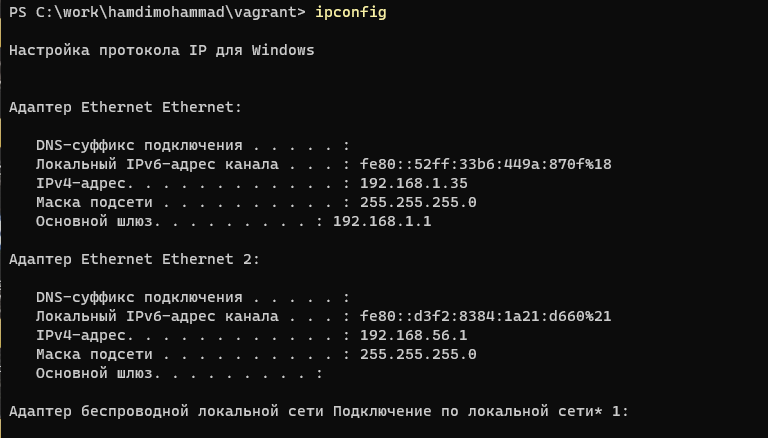 PS C:\work\hamdimohammad\vagrant> ipconfig
Настройка протокола IP для Windows
Адаптер Ethernet Ethernet:
DNS-суффикс подключения . . . . . :
Локальный IPv6-адрес канала . . . : fe80::52ff:33b6:449a:870f%18
IPv4-адрес. . . . . . . . . . . . : 192.168.1.35
Маска подсети . . . . . . . . . . : 255.255.255.0
Основной шлюз. . . . . . . . . : 192.168.1.1
Адаптер Ethernet Ethernet 2:
DNS-суффикс подключения . . . . . :
Локальный IPv6-адрес канала . . . : fe80::d3f2:8384:1a21:d660%21
IPv4-адрес. . . . . . . . . . . . : 192.168.56.1
Маска подсети . . . . . . . . . . : 255.255.255.0
Основной шлюз. . . . . . . . . :
Адаптер беспроводной локальной сети Подключение по локальной сети* 1: